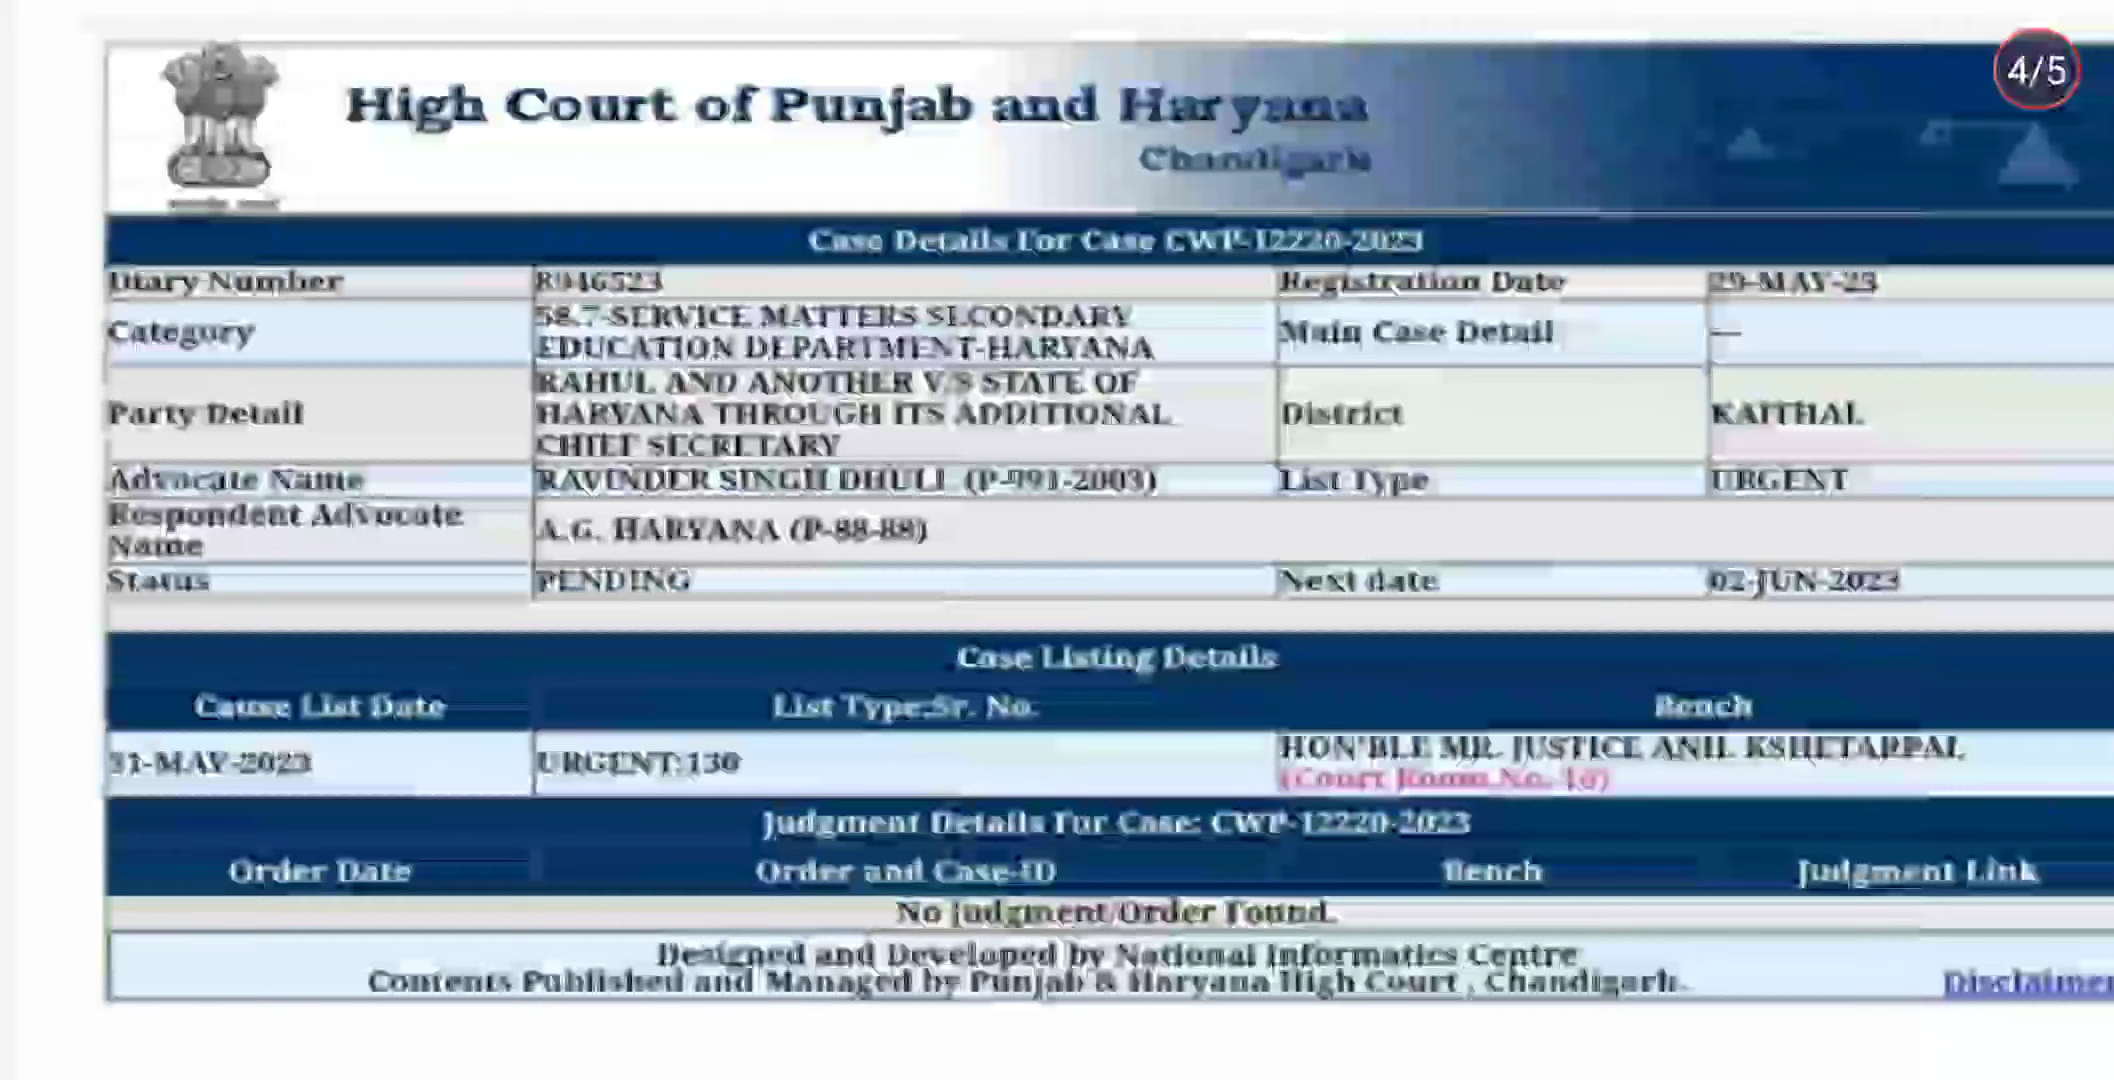 4/5
High Court of Punjab and Haryana
Chandigarh
Case Details For Case CWP-12220-2023
Diary Number R946523 Registration Date 29-MAY-23
Category 58.7-SERVICE MATTERS SECONDARY EDUCATION DEPARTMENT-HARYANA Main Case Detail ---
Party Detail RAHUL AND ANOTHER V/S STATE OF HARYANA THROUGH ITS ADDITIONAL CHIEF SECRETARY District KAITHAL
Advocate Name RAVINDER SINGH DHULL (P-991-2003) List Type URGENT
Respondent Advocate Name A.G. HARYANA (P-88-88)
Status PENDING Next date 02-JUN-2023
Case Listing Details
Cause List Date List Type:Sr. No. Bench
31-MAY-2023 URGENT:130 HON'BLE MR. JUSTICE ANIL KSHETARPAL
(Court Room No.
Judgment Details For Case: CWP-12220-2023
Order Date Order and Case-ID Bench Judgment Link
No Judgment/Order Found.
Designed and Developed by National Informatics Centre
Contents Published and Managed by Punjab & Haryana High Court, Chandigarh. Disclaimer